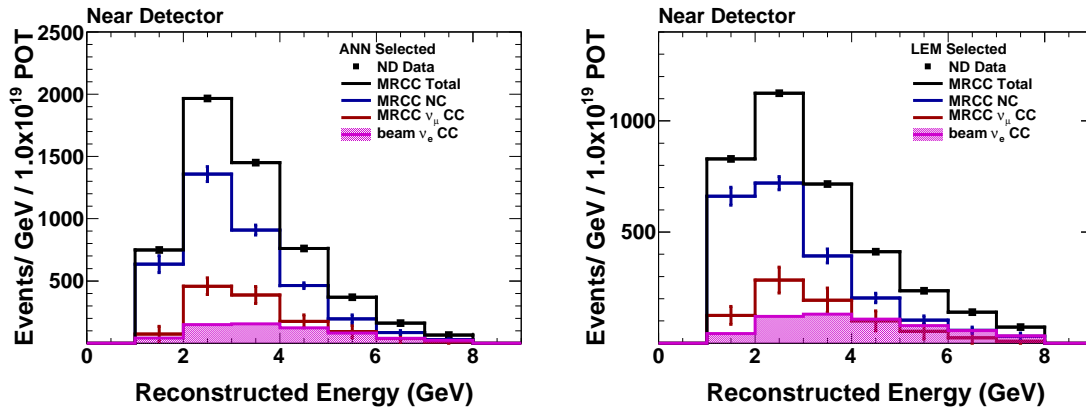 Near Detector
Events/ GeV / 1.0x10¹⁹ POT
2500
2000
1500
1000
500
0 2 4 6 8
Reconstructed Energy (GeV)
ANN Selected
ND Data
MRCC Total
MRCC NC
MRCC νμ CC
beam νe CC
Near Detector
Events/ GeV / 1.0x10¹⁹ POT
1000
500
0 2 4 6 8
Reconstructed Energy (GeV)
LEM Selected
ND Data
MRCC Total
MRCC NC
MRCC νμ CC
beam νe CC